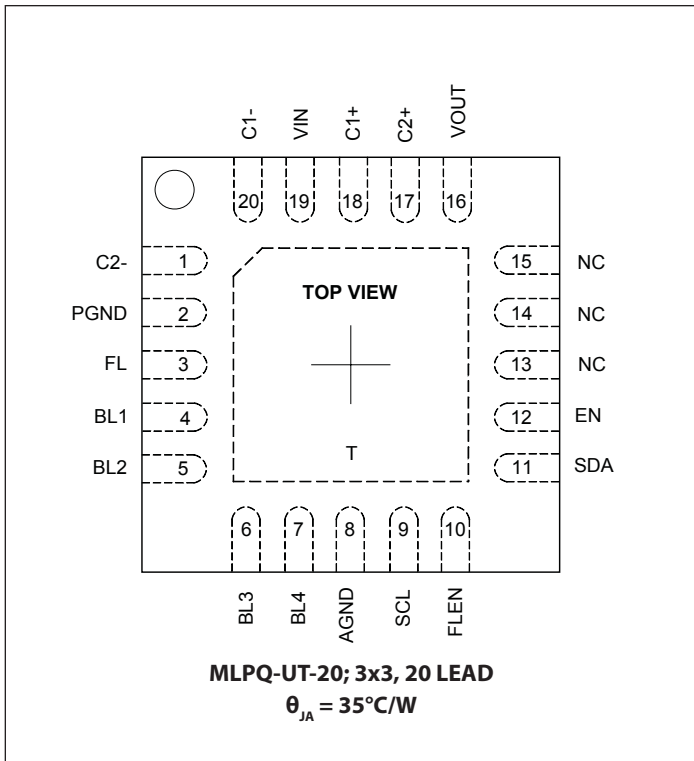 C1-
VIN
C1+
C2+
VOUT
20
19
18
17
16
C2-
1
15
NC
TOP VIEW
PGND
2
14
NC
FL
3
13
NC
BL1
4
12
EN
T
BL2
5
11
SDA
6
7
8
9
10
BL3
BL4
AGND
SCL
FLEN
MLPQ-UT-20; 3x3, 20 LEAD
θJA = 35°C/W